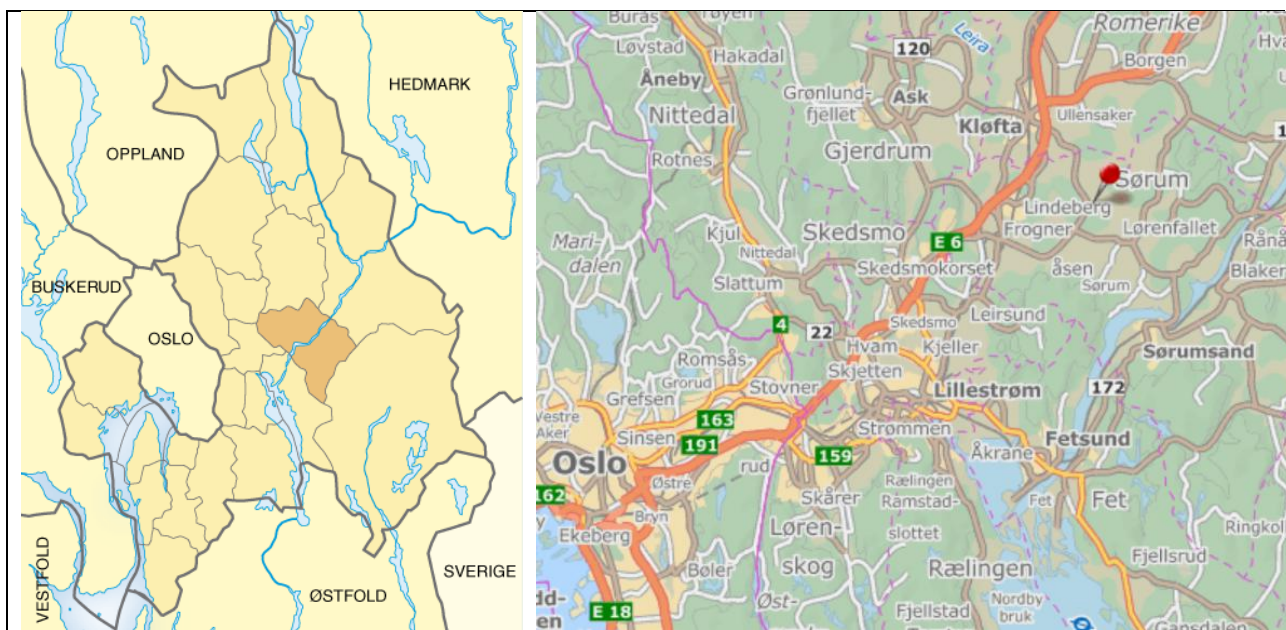 HEDMARK
OPPLAND
BUSKERUD
OSLO
SVERIGE
ØSTFOLD
VESTFOLD
Burås
Tøyen
Romerike
Løvstad
Hakadal
120
Leira
Borgen
Åneby
Grønlund-
fjellet
Ask
Nittedal
Kløfta
Ullensaker
Rotnes
Gjerdrum
Sørum
Lindeberg
Mari-
dalen
Kjul
Nittedal
Skedsmo
Frogner
Lørenfallet
E 6
Skedsmokorset
åsen
Blaker
Slattum
Sørum
4
22
Skedsmo
Leirsund
Hvam
Kjeller
Sørumsand
Romsås
Grorud
Stovner
Skjetten
Grefsen
Lillestrøm
172
Vestre
Aker
163
Sinsen
191
Strømmen
Fetsund
Oslo
rud
159
Åkrane
162
Østre
Skårer
Rælingen
Ramstad-
slottet
Fet
Fet
Bryn
Ekeberg
Løren-
skog
Ringkol
Bøler
Rælingen
Fjellsrud
Øst-
Nordby
bruk
E 18
Fjellstad
Gansdalen